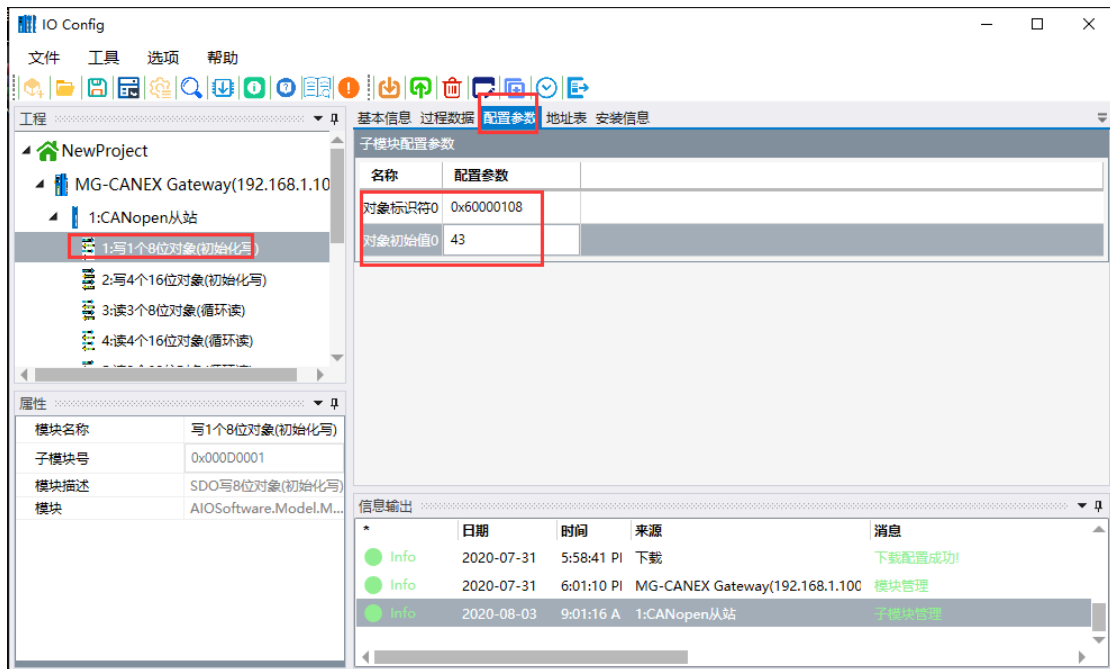 IO Config
文件 工具 选项 帮助
工程
NewProject
MG-CANEX Gateway(192.168.1.10
1:CANopen从站
1:写1个8位对象(初始化写)
2:写4个16位对象(初始化写)
3:读3个8位对象(循环读)
4:读4个16位对象(循环读)
属性
模块名称 写1个8位对象(初始化写)
子模块号 0x000D0001
模块描述 SDO写8位对象(初始化写)
模块 AIOSoftware.Model.M...
基本信息 过程数据 配置参数 地址表 安装信息
子模块配置参数
名称 配置参数
对象标识符0 0x60000108
对象初始值0 43
信息输出
* 日期 时间 来源 消息
Info 2020-07-31 5:58:41 PI 下载 下载配置成功!
Info 2020-07-31 6:01:10 PI MG-CANEX Gateway(192.168.1.100 模块管理
Info 2020-08-03 9:01:16 A 1:CANopen从站 子模块管理